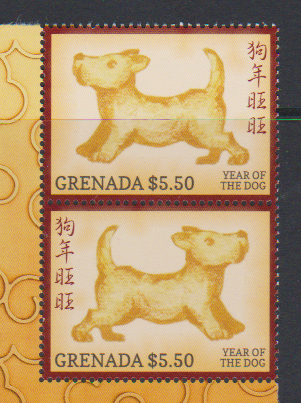 狗年旺旺
GRENADA $5.50
YEAR OF
THE DOG
狗年旺旺
GRENADA $5.50
YEAR OF
THE DOG